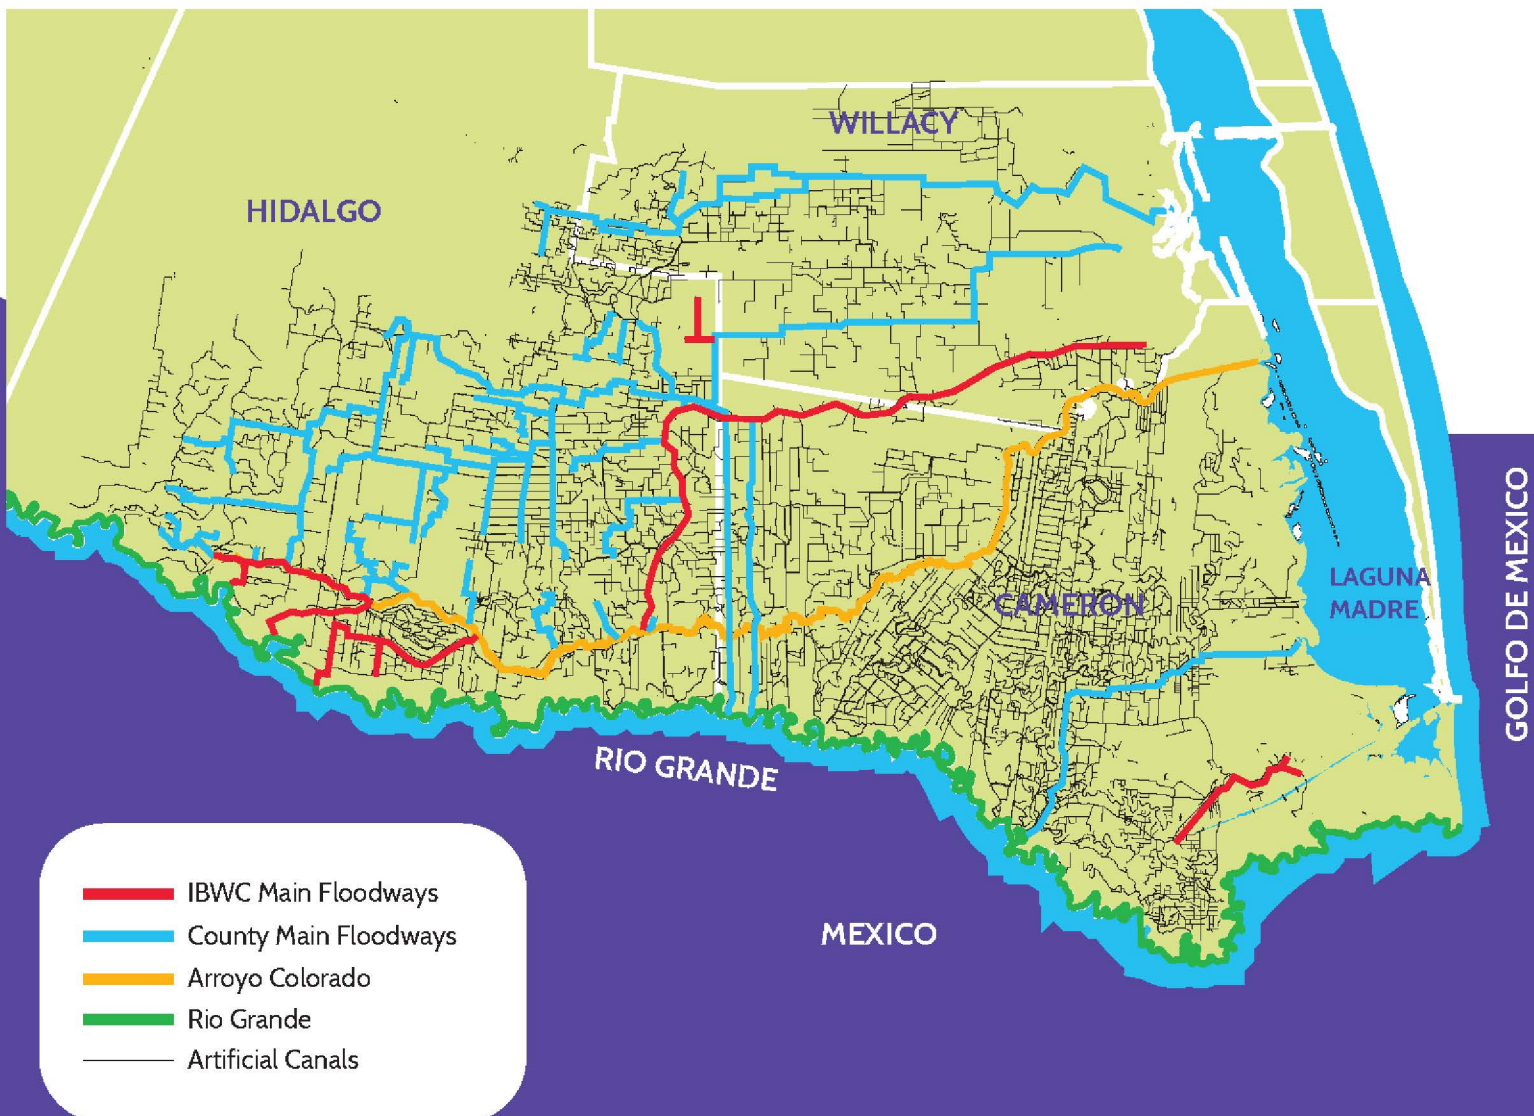 WILLACY
HIDALGO
LAGUNA
MADRE
CAMERON
GOLFO DE MEXICO
RIO GRANDE
MEXICO
IBWC Main Floodways
County Main Floodways
Arroyo Colorado
Rio Grande
Artificial Canals